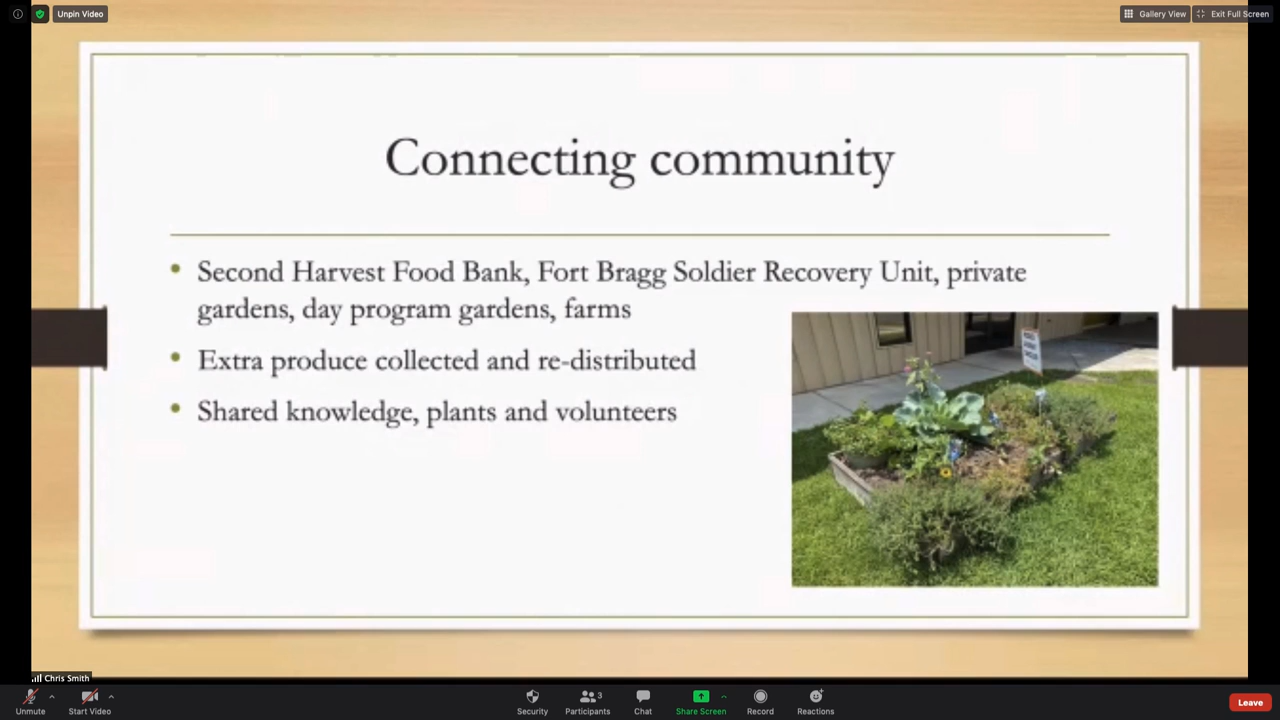 Unpin Video
Gallery View
Exit Full Screen
Connecting community
• Second Harvest Food Bank, Fort Bragg Soldier Recovery Unit, private
gardens, day program gardens, farms
• Extra produce collected and re-distributed
• Shared knowledge, plants and volunteers
Chris Smith
Unmute
Start Video
Security
Participants 3
Chat
Share Screen
Record
Reactions
Leave